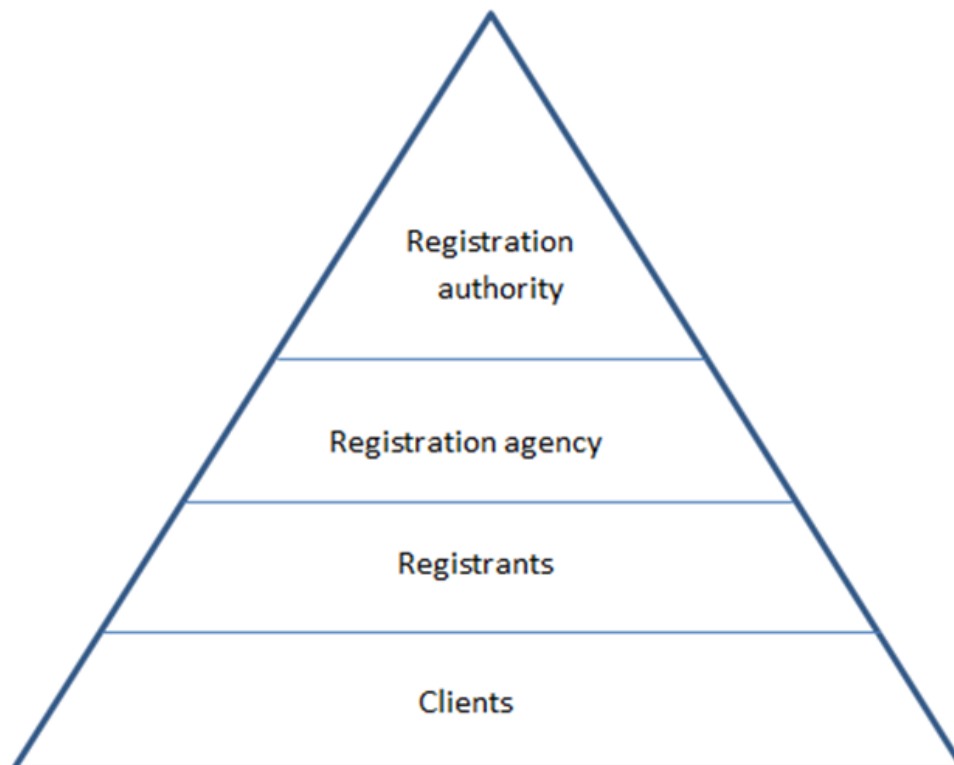 Registration
authority
Registration agency
Registrants
Clients